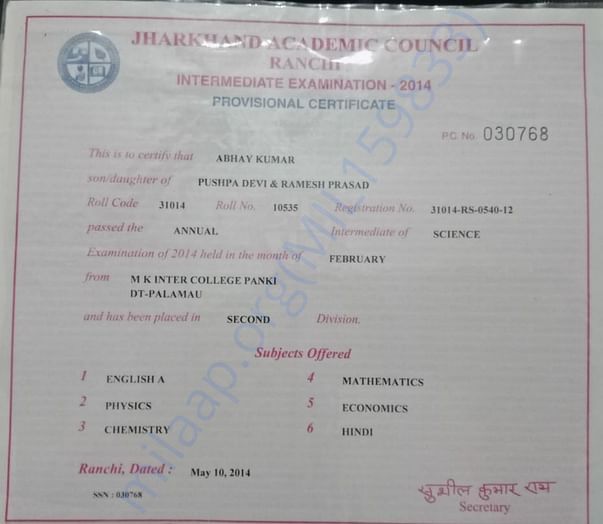 JHARKHAND ACADEMIC COUNCIL
RANCHI
INTERMEDIATE EXAMINATION - 2014
PROVISIONAL CERTIFICATE
P.C. No. 030768
This is to certify that ABHAY KUMAR
son/daughter of PUSHPA DEVI & RAMESH PRASAD
Roll Code 31014 Roll No. 10535 Registration No. 31014-RS-0540-12
passed the ANNUAL Intermediate of SCIENCE
Examination of 2014 held in the month of FEBRUARY
from M K INTER COLLEGE PANKI
DT-PALAMAU
and has been placed in SECOND Division.
Subjects Offered
1 ENGLISH A 4 MATHEMATICS
2 PHYSICS 5 ECONOMICS
3 CHEMISTRY 6 HINDI
Ranchi, Dated : May 10, 2014
SSN : 030768
सुशील कुमार राय
Secretary
milaap.org(MIL159833)